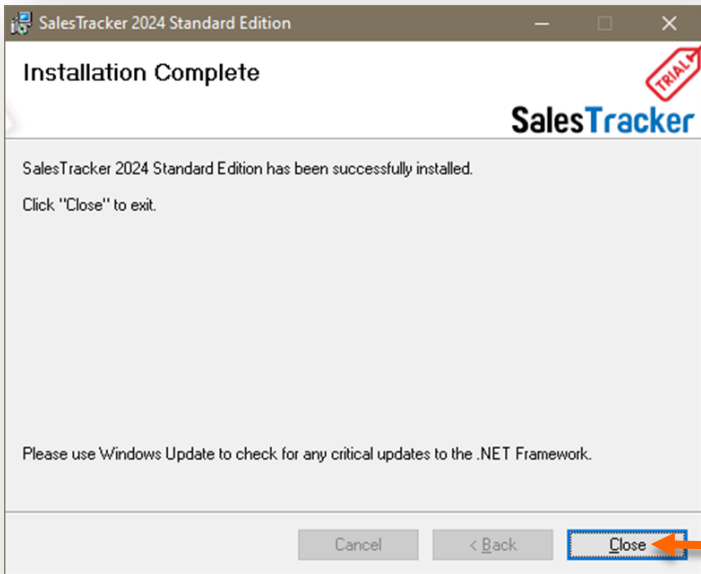 SalesTracker 2024 Standard Edition
Installation Complete
TRIAL
SalesTracker
SalesTracker 2024 Standard Edition has been successfully installed.
Click "Close" to exit.
Please use Windows Update to check for any critical updates to the .NET Framework.
Cancel
< Back
Close